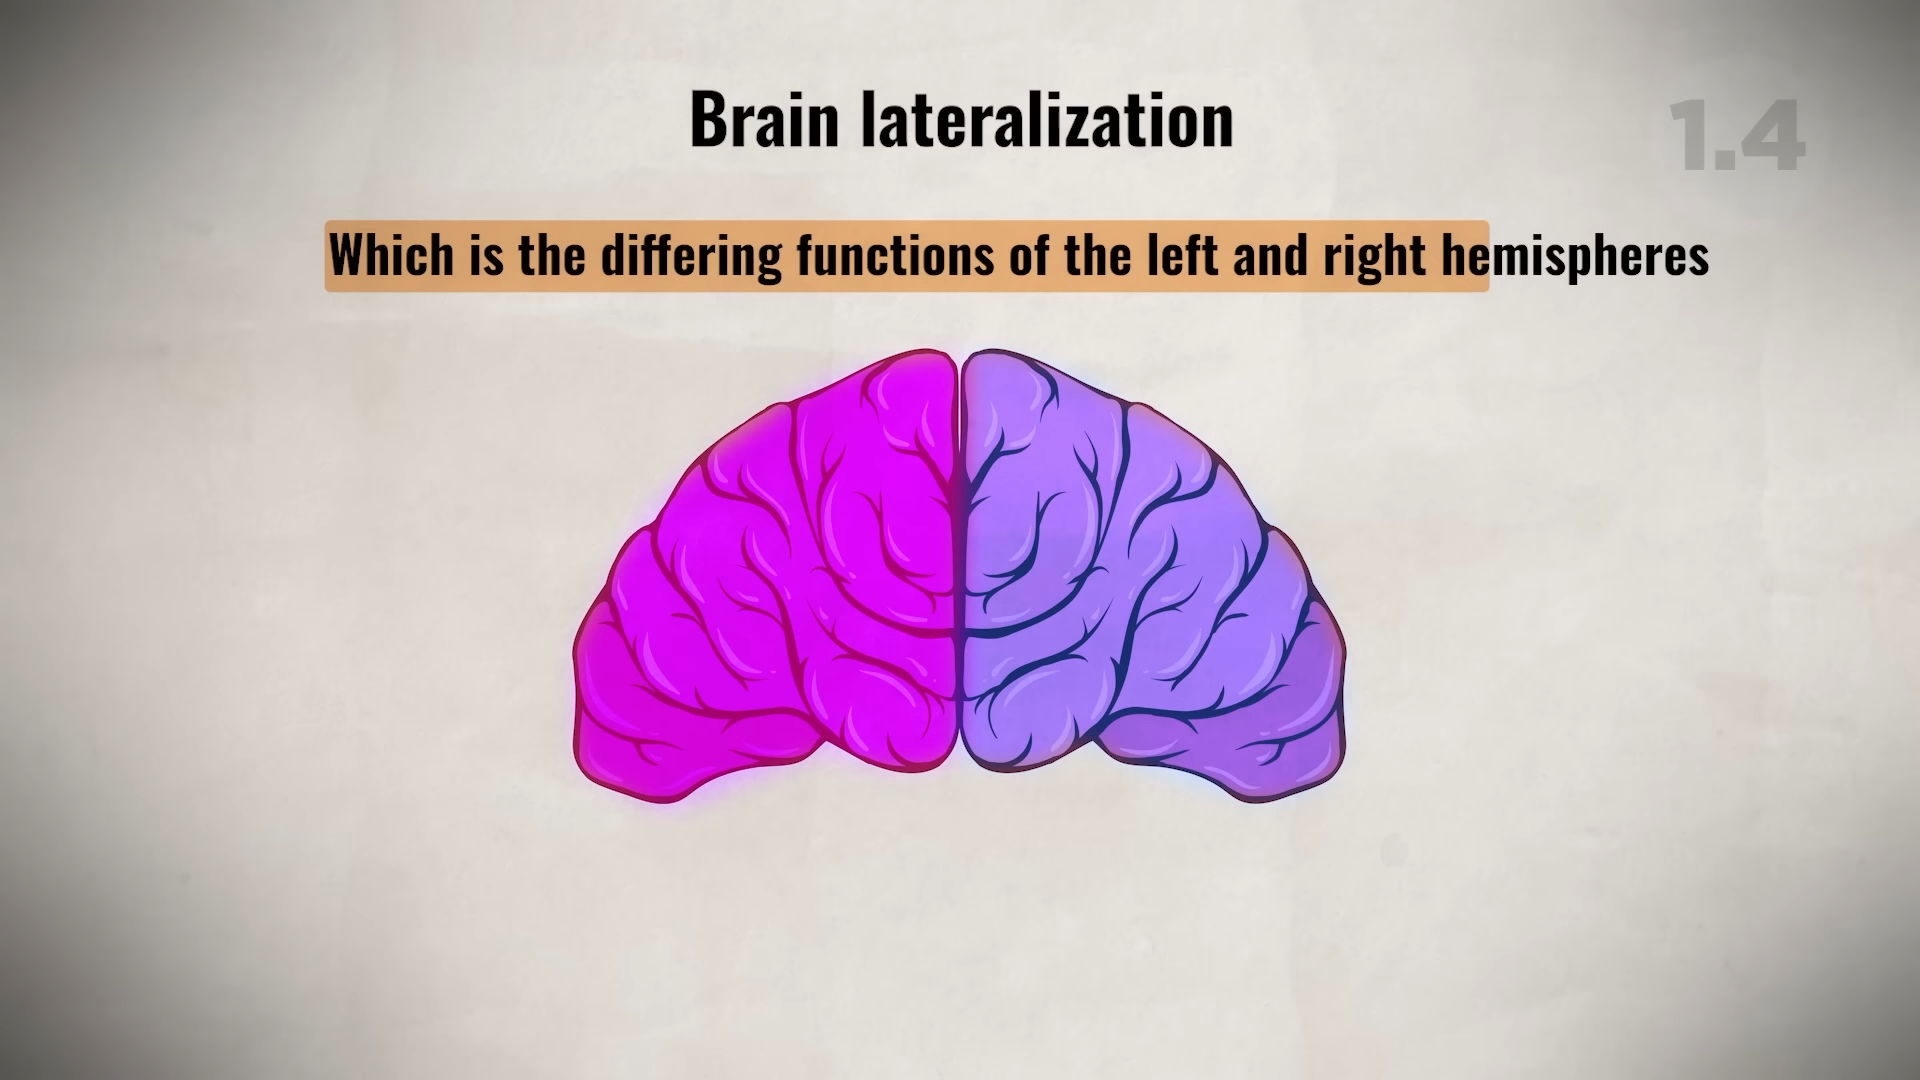 Brain lateralization
1.4
Which is the differing functions of the left and right hemispheres